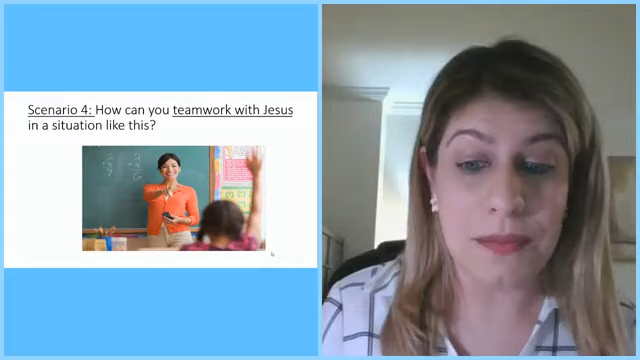 Scenario 4: How can you teamwork with Jesus
in a situation like this?